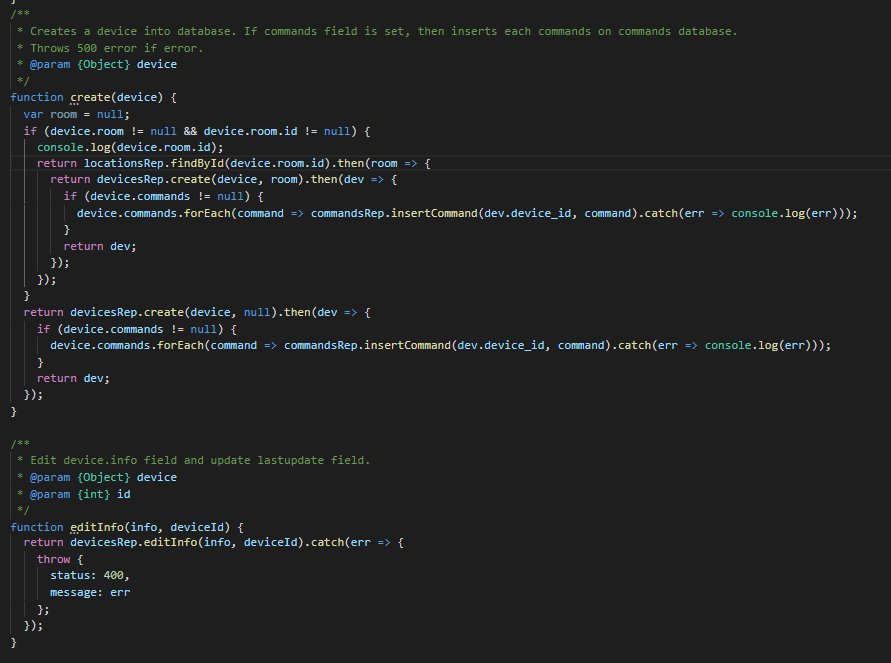 }
/**
 * Creates a device into database. If commands field is set, then inserts each commands on commands database.
 * Throws 500 error if error.
 * @param {Object} device
 */
function create(device) {
  var room = null;
  if (device.room != null && device.room.id != null) {
    console.log(device.room.id);
    return locationsRep.findById(device.room.id).then(room => {
      return devicesRep.create(device, room).then(dev => {
        if (device.commands != null) {
          device.commands.forEach(command => commandsRep.insertCommand(dev.device_id, command).catch(err => console.log(err)));
        }
        return dev;
      });
    });
  }
  return devicesRep.create(device, null).then(dev => {
    if (device.commands != null) {
      device.commands.forEach(command => commandsRep.insertCommand(dev.device_id, command).catch(err => console.log(err)));
    }
    return dev;
  });
}

/**
 * Edit device.info field and update lastupdate field.
 * @param {Object} device
 * @param {int} id
 */
function editInfo(info, deviceId) {
  return devicesRep.editInfo(info, deviceId).catch(err => {
    throw {
      status: 400,
      message: err
    };
  });
}